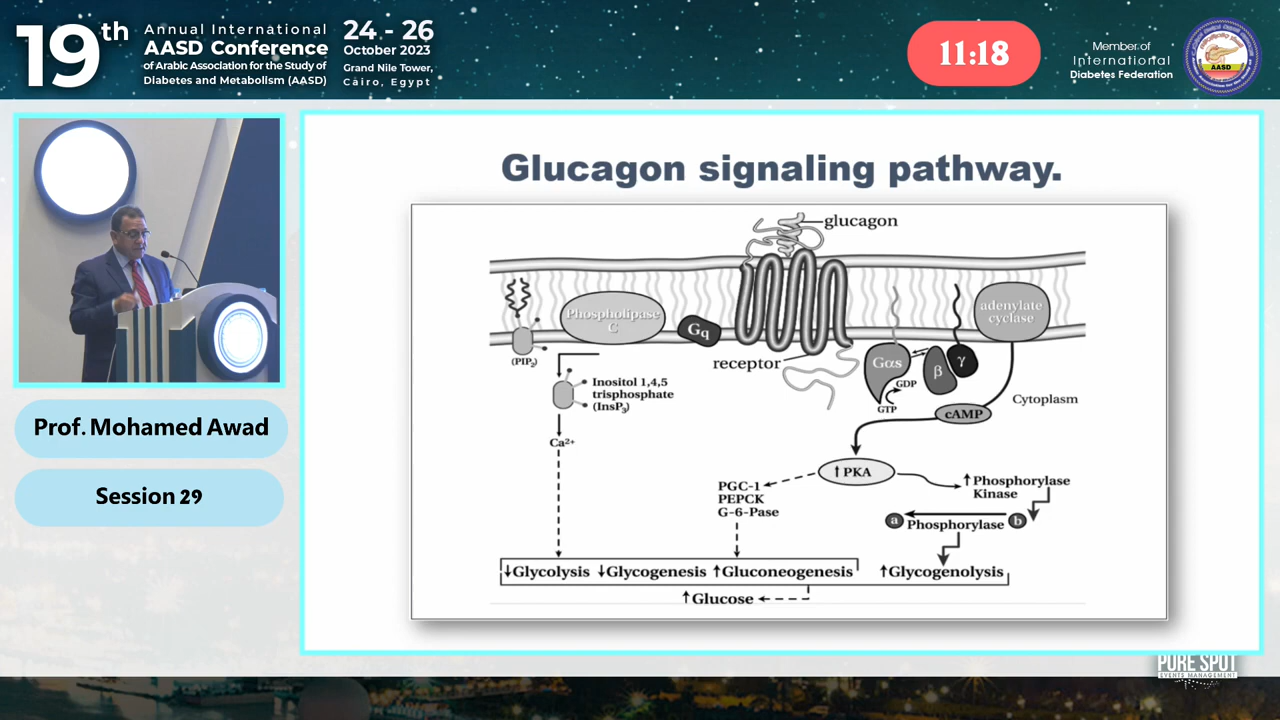 19th
Annual International
AASD Conference
of Arabic Association for the Study of
Diabetes and Metabolism (AASD)
24 - 26
October 2023
Grand Nile Tower,
Cairo, Egypt
11:18
Member of
International
Diabetes Federation
AASD
Prof. Mohamed Awad
Session 29
Glucagon signaling pathway.
glucagon
Phospholipase
C
Gq
adenylate
cyclase
(PIP2)
receptor
Gαs
β
γ
GDP
GTP
Inositol 1,4,5
trisphosphate
(InsP3)
Cytoplasm
cAMP
Ca²⁺
↑PKA
PGC-1
PEPCK
G-6-Pase
↑Phosphorylase
Kinase
a Phosphorylase b
↓Glycolysis ↓Glycogenesis ↑Gluconeogenesis ↑Glycogenolysis
↑Glucose
PURE SPOT
EVENTS MANAGEMENT